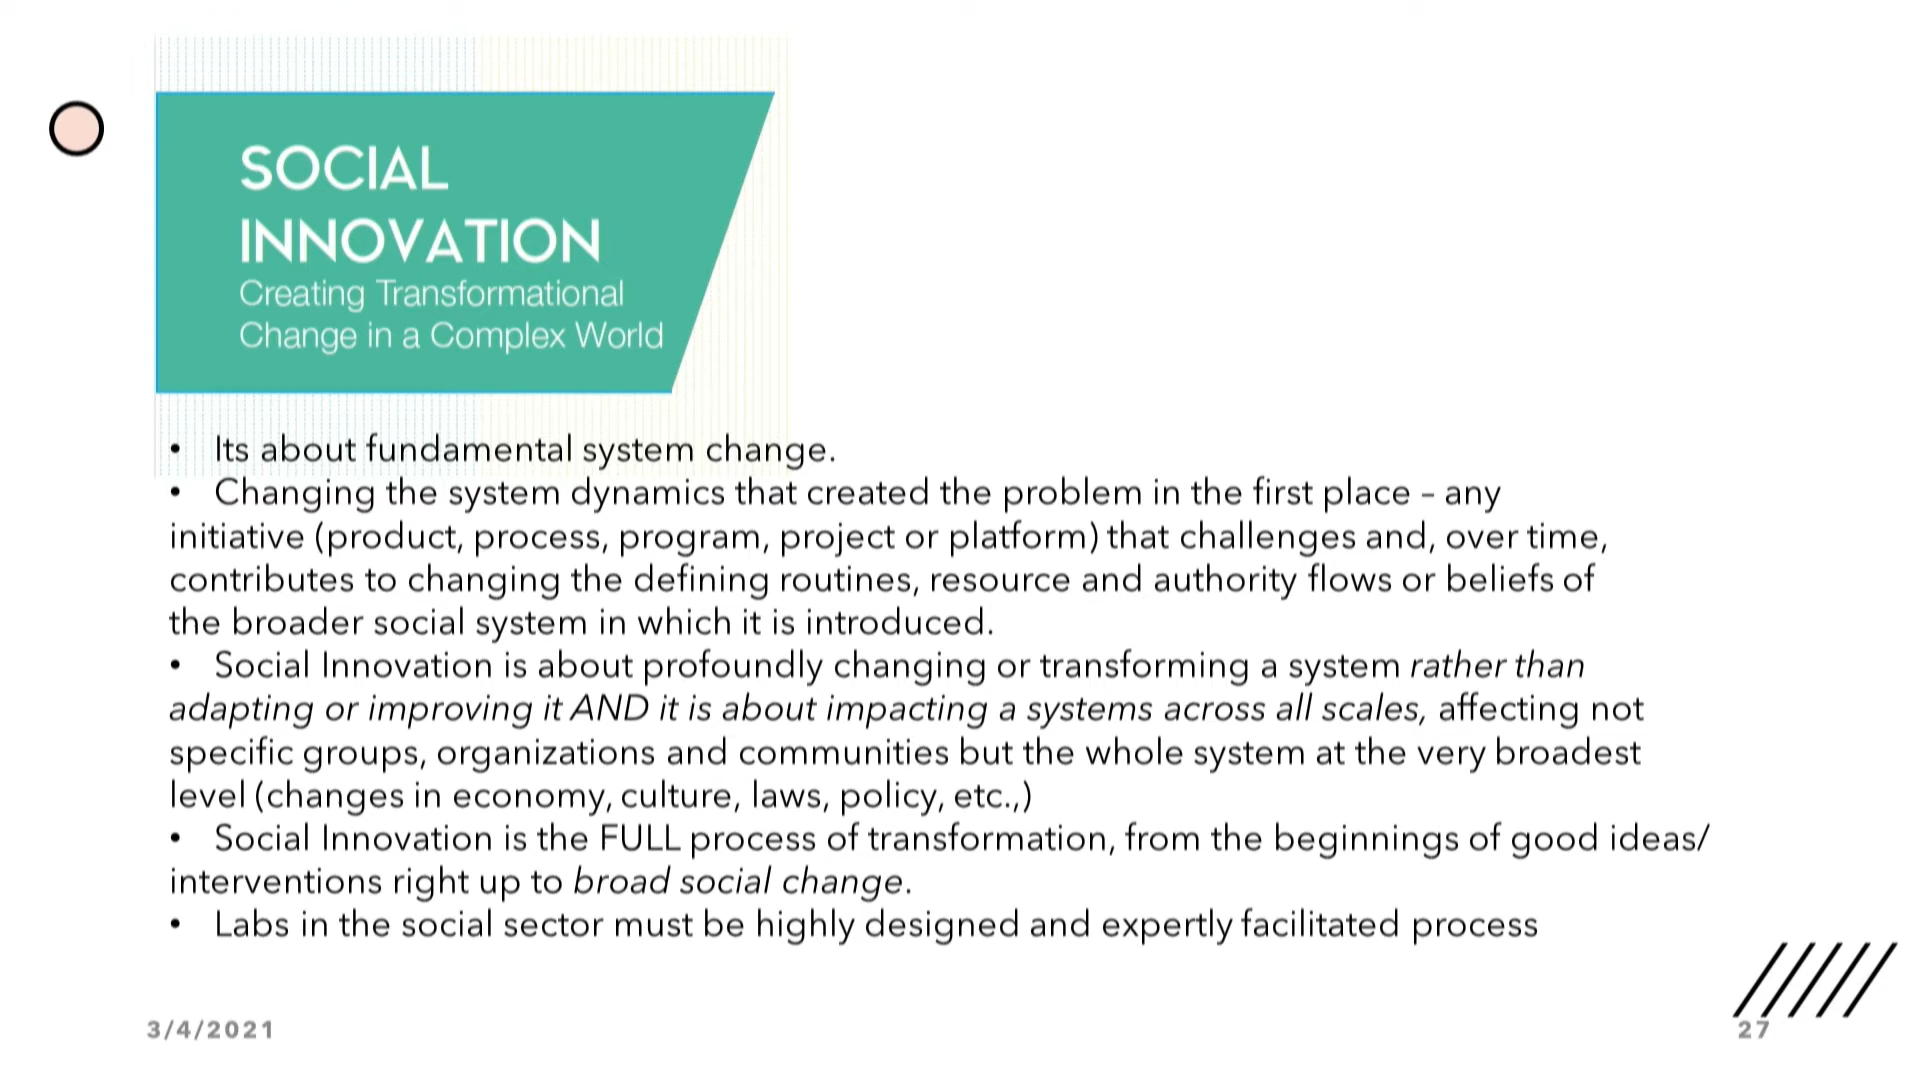 SOCIAL
INNOVATION
Creating Transformational
Change in a Complex World
• Its about fundamental system change.
• Changing the system dynamics that created the problem in the first place – any
initiative (product, process, program, project or platform) that challenges and, over time,
contributes to changing the defining routines, resource and authority flows or beliefs of
the broader social system in which it is introduced.
• Social Innovation is about profoundly changing or transforming a system rather than
adapting or improving it AND it is about impacting a systems across all scales, affecting not
specific groups, organizations and communities but the whole system at the very broadest
level (changes in economy, culture, laws, policy, etc.,)
• Social Innovation is the FULL process of transformation, from the beginnings of good ideas/
interventions right up to broad social change.
• Labs in the social sector must be highly designed and expertly facilitated process
3/4/2021
27